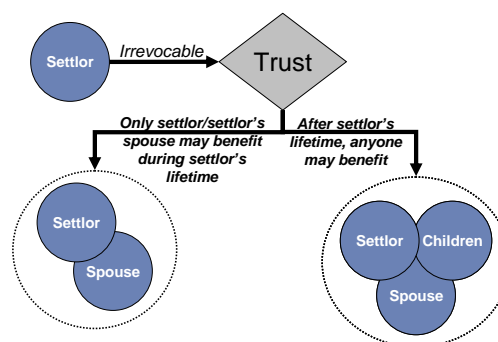 Settlor
Irrevocable
Trust
Only settlor/settlor's
spouse may benefit
during settlor's
lifetime
After settlor's
lifetime, anyone
may benefit
Settlor
Spouse
Settlor
Children
Spouse